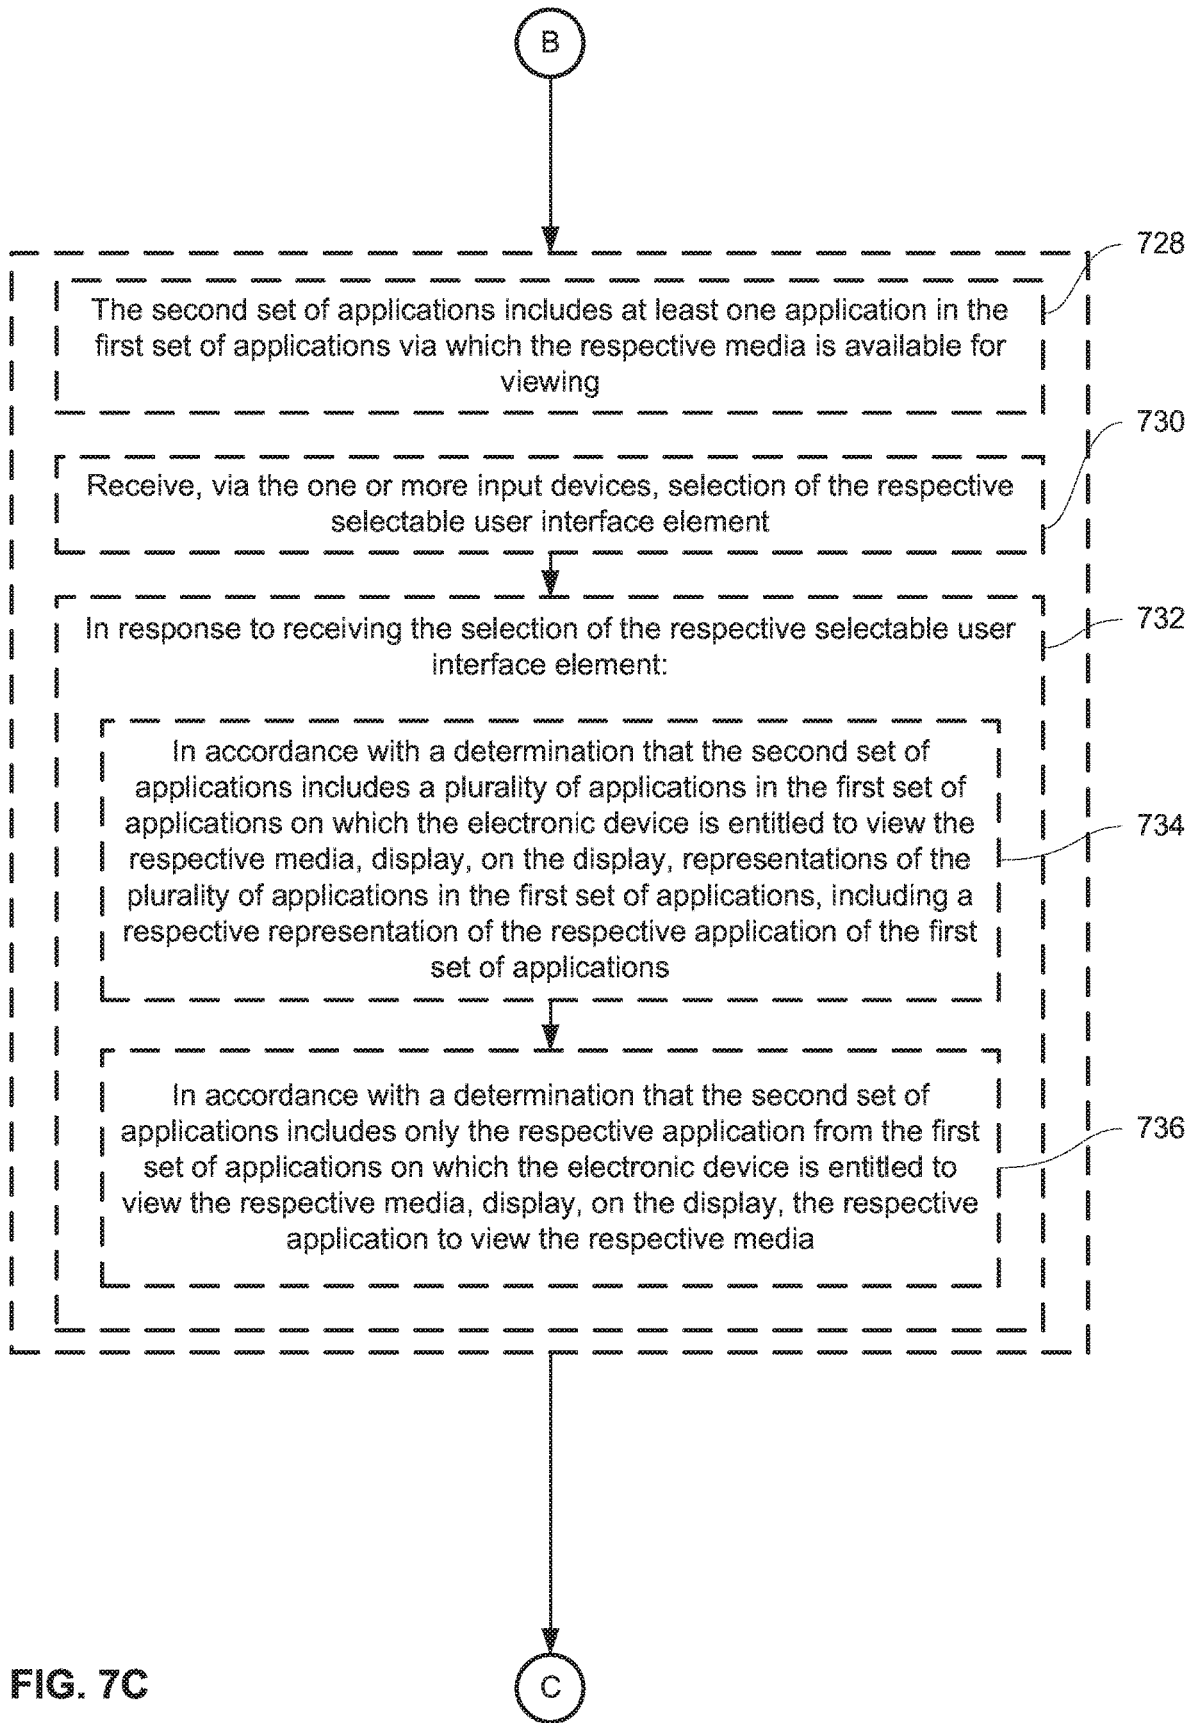 B
728
The second set of applications includes at least one application in the
first set of applications via which the respective media is available for
viewing
730
Receive, via the one or more input devices, selection of the respective
selectable user interface element
732
In response to receiving the selection of the respective selectable user
interface element:
In accordance with a determination that the second set of
applications includes a plurality of applications in the first set of
applications on which the electronic device is entitled to view the
respective media, display, on the display, representations of the
plurality of applications in the first set of applications, including a
respective representation of the respective application of the first
set of applications
734
In accordance with a determination that the second set of
applications includes only the respective application from the first
set of applications on which the electronic device is entitled to
view the respective media, display, on the display, the respective
application to view the respective media
736
FIG. 7C
C